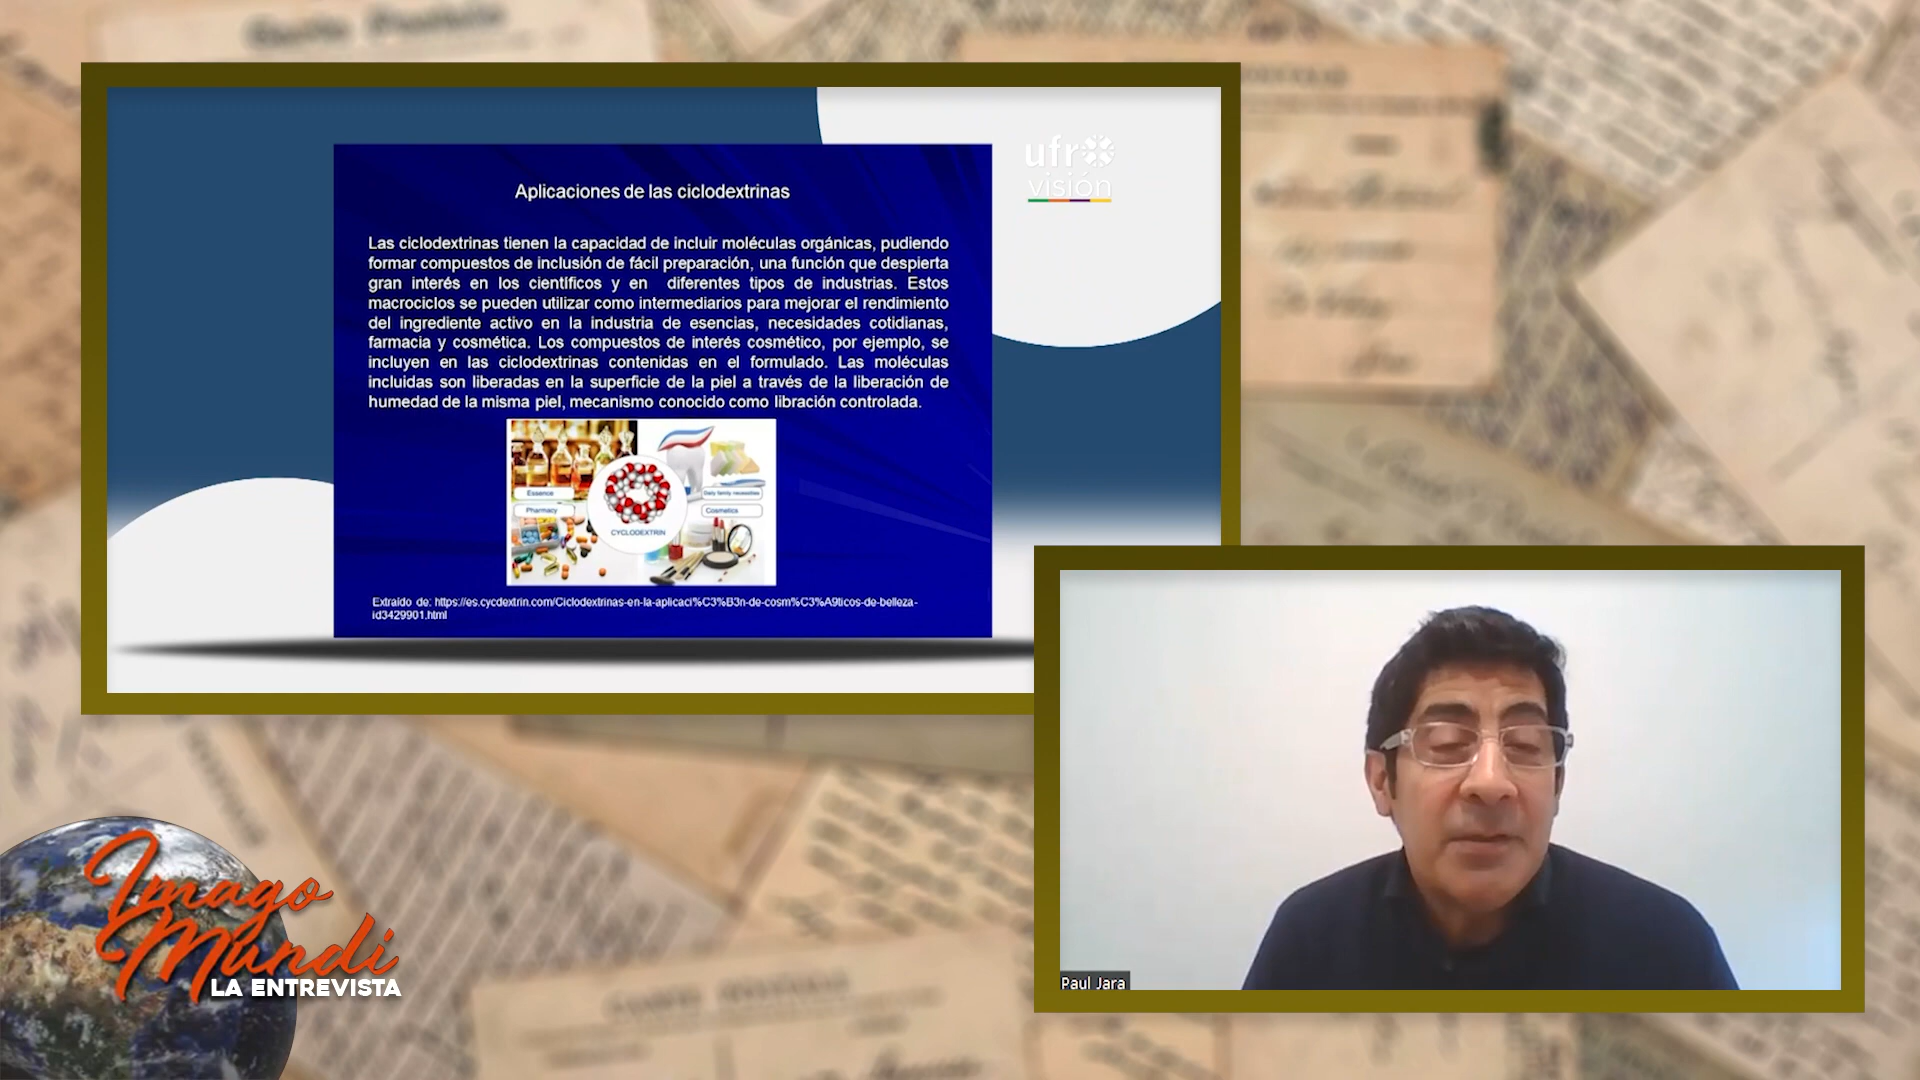 ufro
visión
Aplicaciones de las ciclodextrinas
Las ciclodextrinas tienen la capacidad de incluir moléculas orgánicas, pudiendo
formar compuestos de inclusión de fácil preparación, una función que despierta
gran interés en los científicos y en diferentes tipos de industrias. Estos
macrociclos se pueden utilizar como intermediarios para mejorar el rendimiento
del ingrediente activo en la industria de esencias, necesidades cotidianas,
farmacia y cosmética. Los compuestos de interés cosmético, por ejemplo, se
incluyen en las ciclodextrinas contenidas en el formulado. Las moléculas
incluidas son liberadas en la superficie de la piel a través de la liberación de
humedad de la misma piel, mecanismo conocido como libración controlada.
Essence
Daily family necessities
Pharmacy
Cosmetics
CYCLODEXTRIN
Extraído de: https://es.cycdextrin.com/Ciclodextrinas-en-la-aplicaci%C3%B3n-de-cosm%C3%A9ticos-de-belleza-
id3429901.html
Imago
Mundi
LA ENTREVISTA
Paul Jara